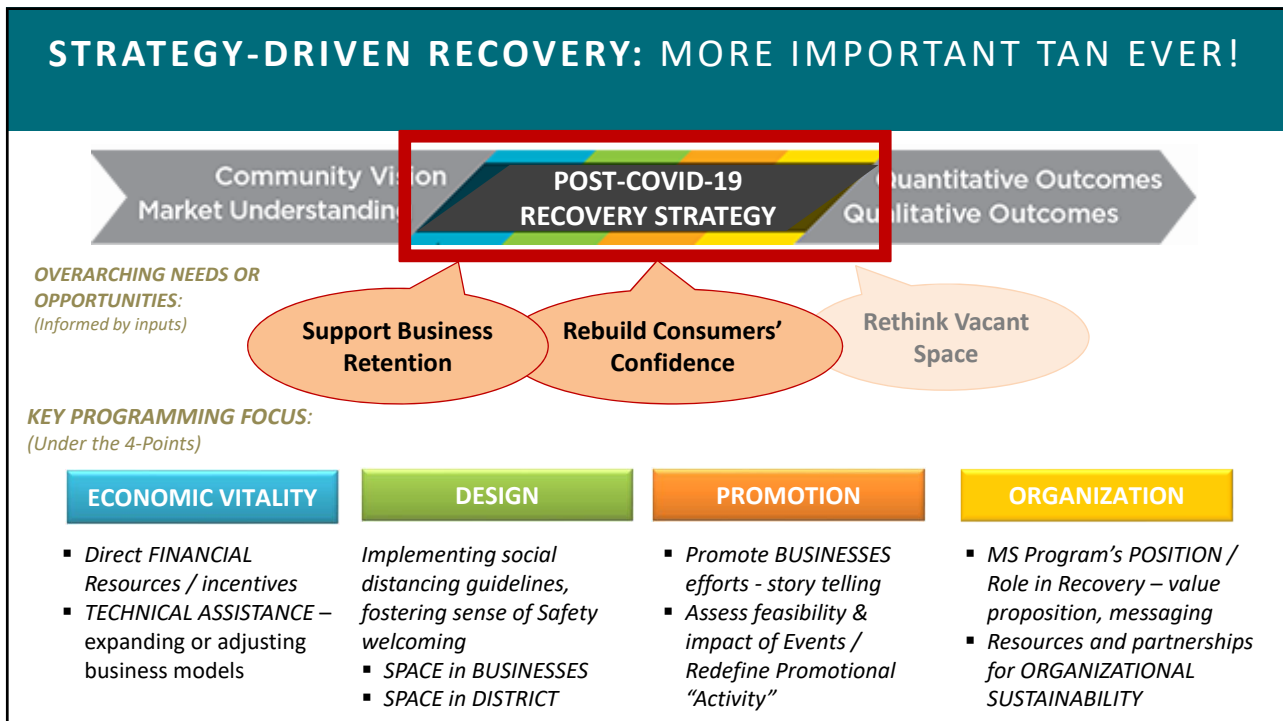 STRATEGY-DRIVEN RECOVERY: MORE IMPORTANT TAN EVER!
Community Vision
Market Understanding
POST-COVID-19
RECOVERY STRATEGY
Quantitative Outcomes
Qualitative Outcomes
OVERARCHING NEEDS OR
OPPORTUNITIES:
(Informed by inputs)
Support Business
Retention
Rebuild Consumers’
Confidence
Rethink Vacant
Space
KEY PROGRAMMING FOCUS:
(Under the 4-Points)
ECONOMIC VITALITY
▪ Direct FINANCIAL
Resources / incentives
▪ TECHNICAL ASSISTANCE –
expanding or adjusting
business models
DESIGN
Implementing social
distancing guidelines,
fostering sense of Safety
welcoming
▪ SPACE in BUSINESSES
▪ SPACE in DISTRICT
PROMOTION
▪ Promote BUSINESSES
efforts - story telling
▪ Assess feasibility &
impact of Events /
Redefine Promotional
“Activity”
ORGANIZATION
▪ MS Program’s POSITION /
Role in Recovery – value
proposition, messaging
▪ Resources and partnerships
for ORGANIZATIONAL
SUSTAINABILITY